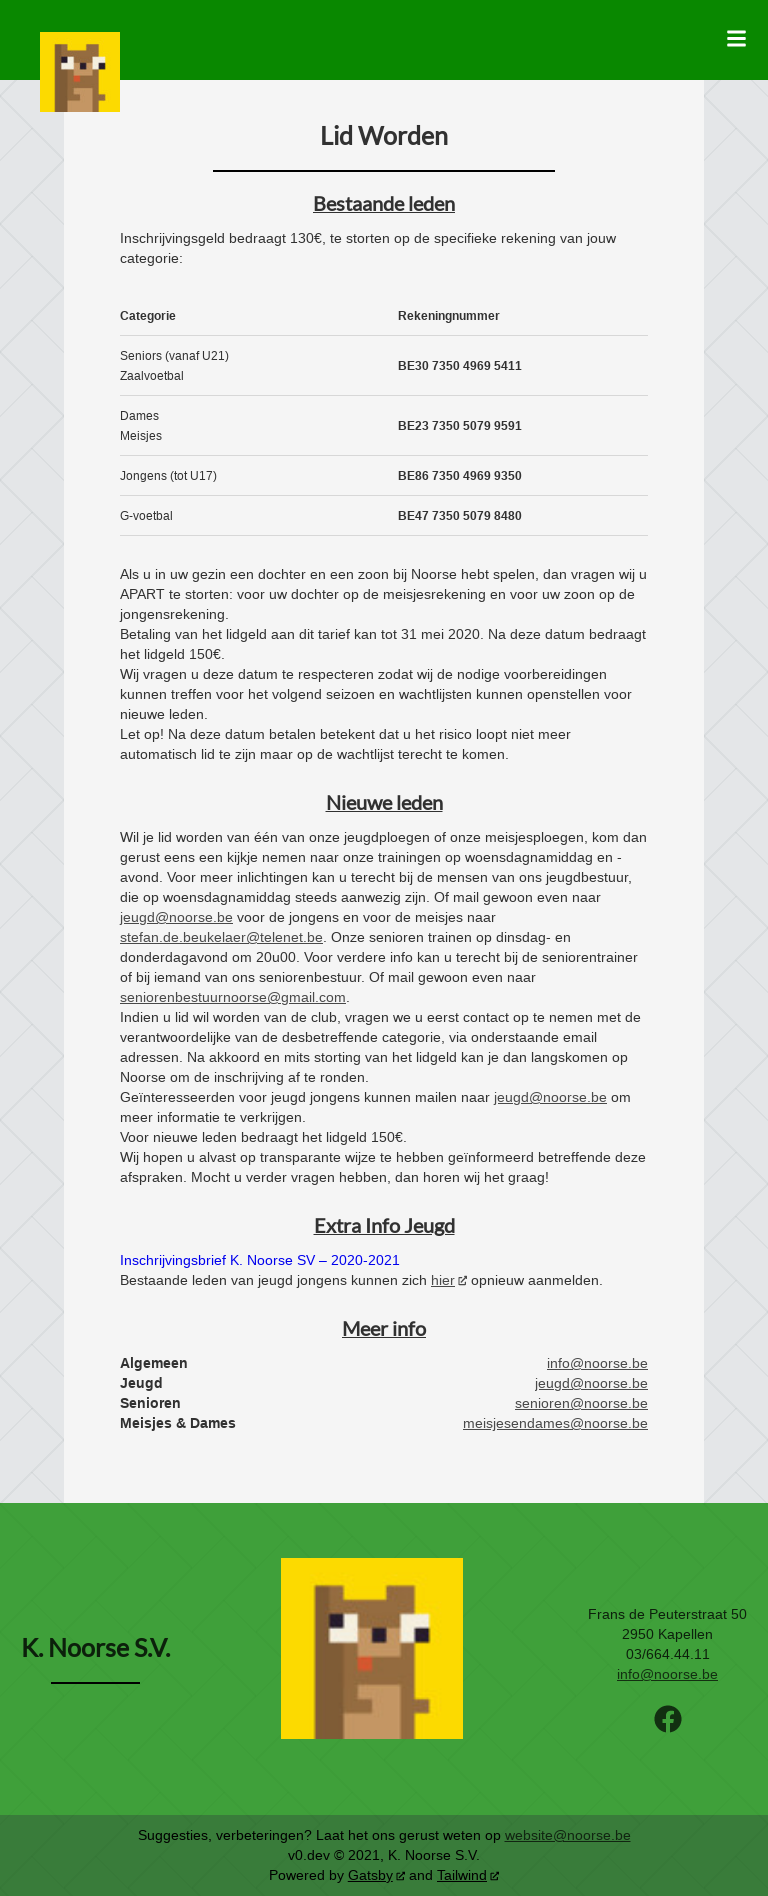 Lid Worden
Bestaande leden
Inschrijvingsgeld bedraagt 130€, te storten op de specifieke rekening van jouw
categorie:
Categorie Rekeningnummer
Seniors (vanaf U21)
Zaalvoetbal
BE30 7350 4969 5411
Dames
Meisjes
BE23 7350 5079 9591
Jongens (tot U17) BE86 7350 4969 9350
G-voetbal BE47 7350 5079 8480
Als u in uw gezin een dochter en een zoon bij Noorse hebt spelen, dan vragen wij u
APART te storten: voor uw dochter op de meisjesrekening en voor uw zoon op de
jongensrekening.
Betaling van het lidgeld aan dit tarief kan tot 31 mei 2020. Na deze datum bedraagt
het lidgeld 150€.
Wij vragen u deze datum te respecteren zodat wij de nodige voorbereidingen
kunnen treffen voor het volgend seizoen en wachtlijsten kunnen openstellen voor
nieuwe leden.
Let op! Na deze datum betalen betekent dat u het risico loopt niet meer
automatisch lid te zijn maar op de wachtlijst terecht te komen.
Nieuwe leden
Wil je lid worden van één van onze jeugdploegen of onze meisjesploegen, kom dan
gerust eens een kijkje nemen naar onze trainingen op woensdagnamiddag en -
avond. Voor meer inlichtingen kan u terecht bij de mensen van ons jeugdbestuur,
die op woensdagnamiddag steeds aanwezig zijn. Of mail gewoon even naar
jeugd@noorse.be voor de jongens en voor de meisjes naar
stefan.de.beukelaer@telenet.be. Onze senioren trainen op dinsdag- en
donderdagavond om 20u00. Voor verdere info kan u terecht bij de seniorentrainer
of bij iemand van ons seniorenbestuur. Of mail gewoon even naar
seniorenbestuurnoorse@gmail.com.
Indien u lid wil worden van de club, vragen we u eerst contact op te nemen met de
verantwoordelijke van de desbetreffende categorie, via onderstaande email
adressen. Na akkoord en mits storting van het lidgeld kan je dan langskomen op
Noorse om de inschrijving af te ronden.
Geïnteresseerden voor jeugd jongens kunnen mailen naar jeugd@noorse.be om
meer informatie te verkrijgen.
Voor nieuwe leden bedraagt het lidgeld 150€.
Wij hopen u alvast op transparante wijze te hebben geïnformeerd betreffende deze
afspraken. Mocht u verder vragen hebben, dan horen wij het graag!
Extra Info Jeugd
Inschrijvingsbrief K. Noorse SV – 2020-2021
Bestaande leden van jeugd jongens kunnen zich hier opnieuw aanmelden.
Meer info
Algemeen info@noorse.be
Jeugd jeugd@noorse.be
Senioren senioren@noorse.be
Meisjes & Dames meisjesendames@noorse.be
K. Noorse S.V.
Frans de Peuterstraat 50
2950 Kapellen
03/664.44.11
info@noorse.be
Suggesties, verbeteringen? Laat het ons gerust weten op website@noorse.be
v0.dev © 2021, K. Noorse S.V.
Powered by Gatsby and Tailwind